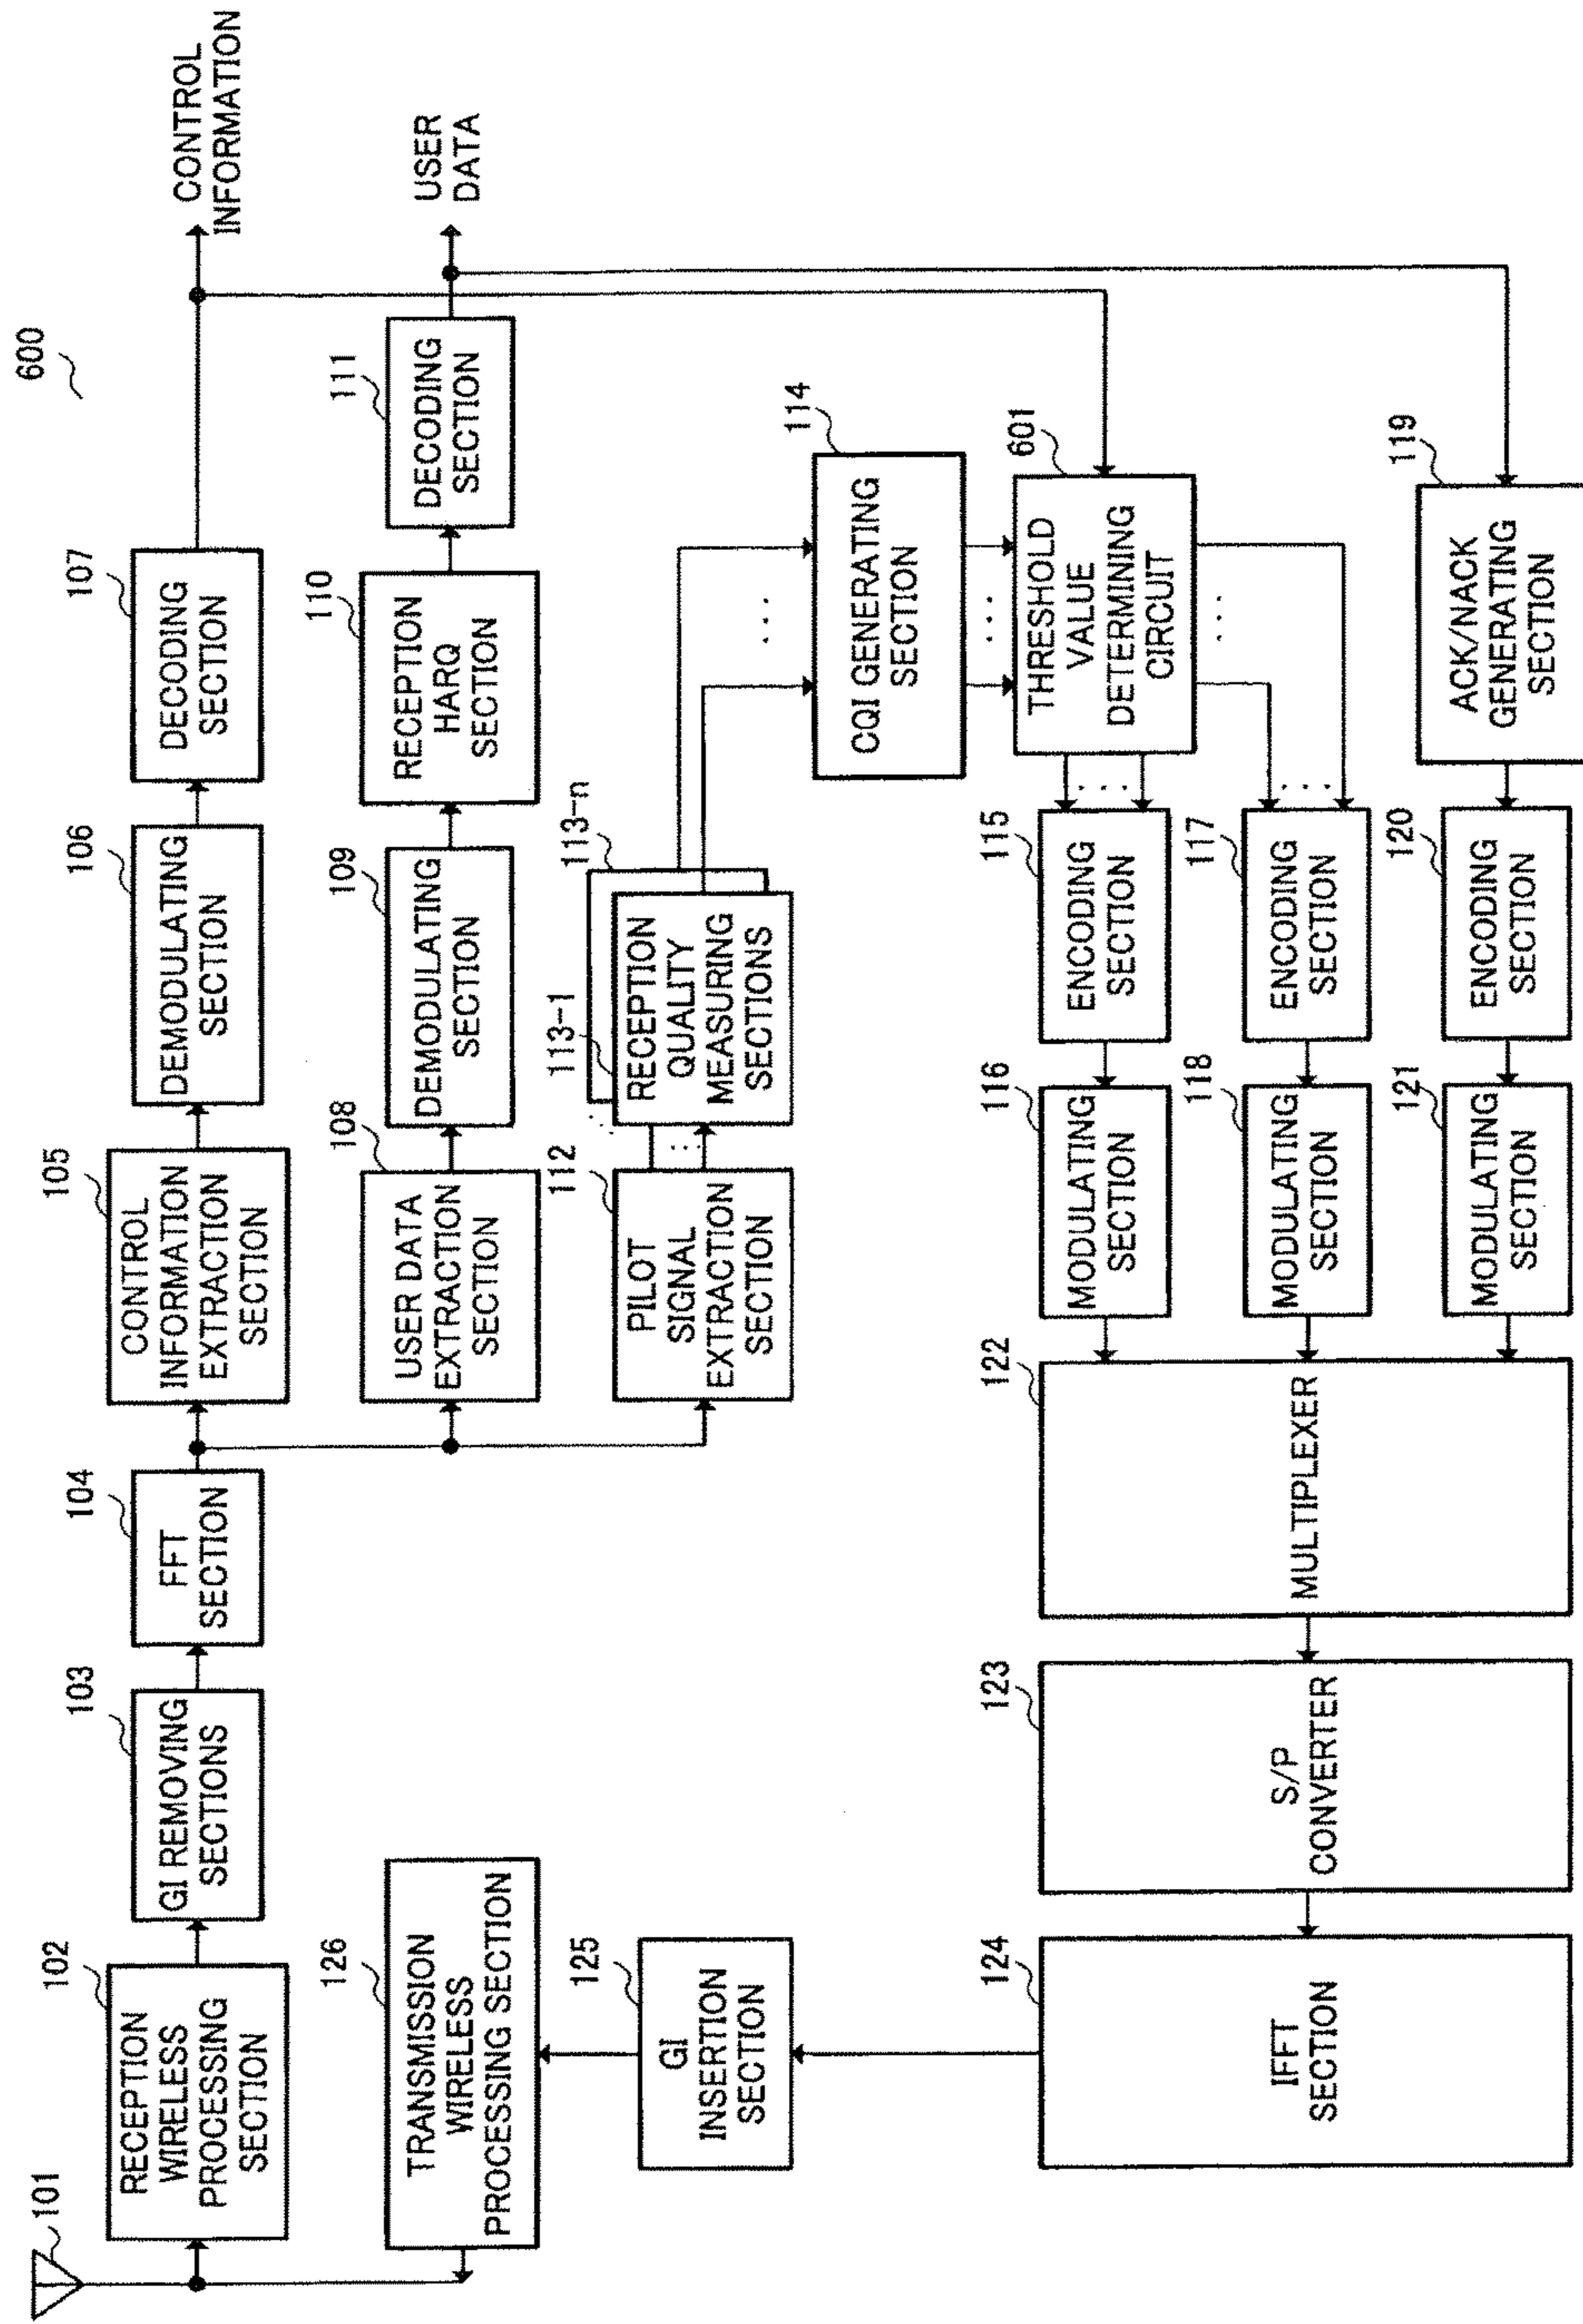 600
101
102
RECEPTION
WIRELESS
PROCESSING
SECTION
103
GI REMOVING
SECTIONS
104
FFT
SECTION
105
CONTROL
INFORMATION
EXTRACTION
SECTION
106
DEMODULATING
SECTION
107
DECODING
SECTION
CONTROL
INFORMATION
108
USER DATA
EXTRACTION
SECTION
109
DEMODULATING
SECTION
110
RECEPTION
HARQ
SECTION
111
DECODING
SECTION
USER
DATA
112
PILOT
SIGNAL
EXTRACTION
SECTION
113-1
113-n
RECEPTION
QUALITY
MEASURING
SECTIONS
114
CQI GENERATING
SECTION
601
THRESHOLD
VALUE
DETERMINING
CIRCUIT
126
TRANSMISSION
WIRELESS
PROCESSING SECTION
125
GI
INSERTION
SECTION
124
IFFT
SECTION
123
S/P
CONVERTER
122
MULTIPLEXER
116
MODULATING
SECTION
115
ENCODING
SECTION
118
MODULATING
SECTION
117
ENCODING
SECTION
121
MODULATING
SECTION
120
ENCODING
SECTION
119
ACK/NACK
GENERATING
SECTION